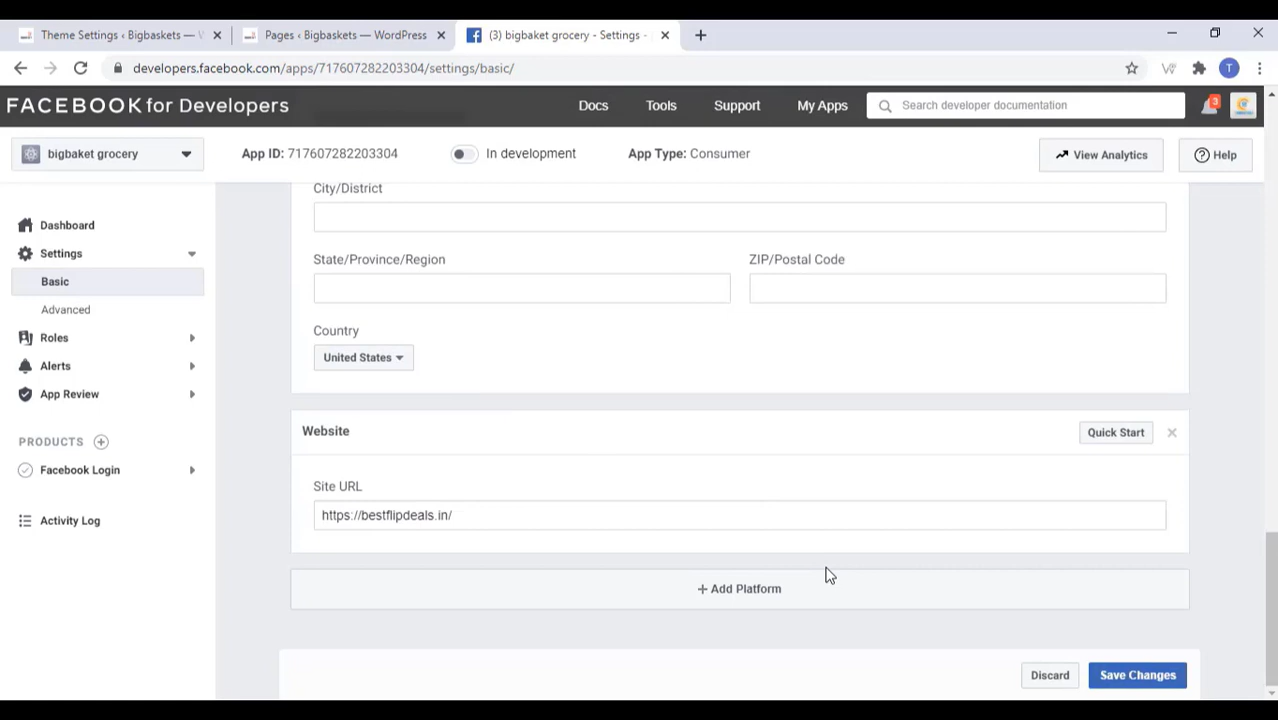 Theme Settings ‹ Bigbaskets — W
Pages ‹ Bigbaskets — WordPress
(3) bigbaket grocery - Settings -
developers.facebook.com/apps/717607282203304/settings/basic/
T
FACEBOOK for Developers
Docs
Tools
Support
My Apps
Search developer documentation
3
bigbaket grocery
App ID: 717607282203304
In development
App Type: Consumer
View Analytics
Help
City/District
Dashboard
Settings
Basic
Advanced
Roles
Alerts
App Review
PRODUCTS
Facebook Login
Activity Log
State/Province/Region
ZIP/Postal Code
Country
United States
Website
Quick Start
Site URL
https://bestflipdeals.in/
+ Add Platform
Discard
Save Changes